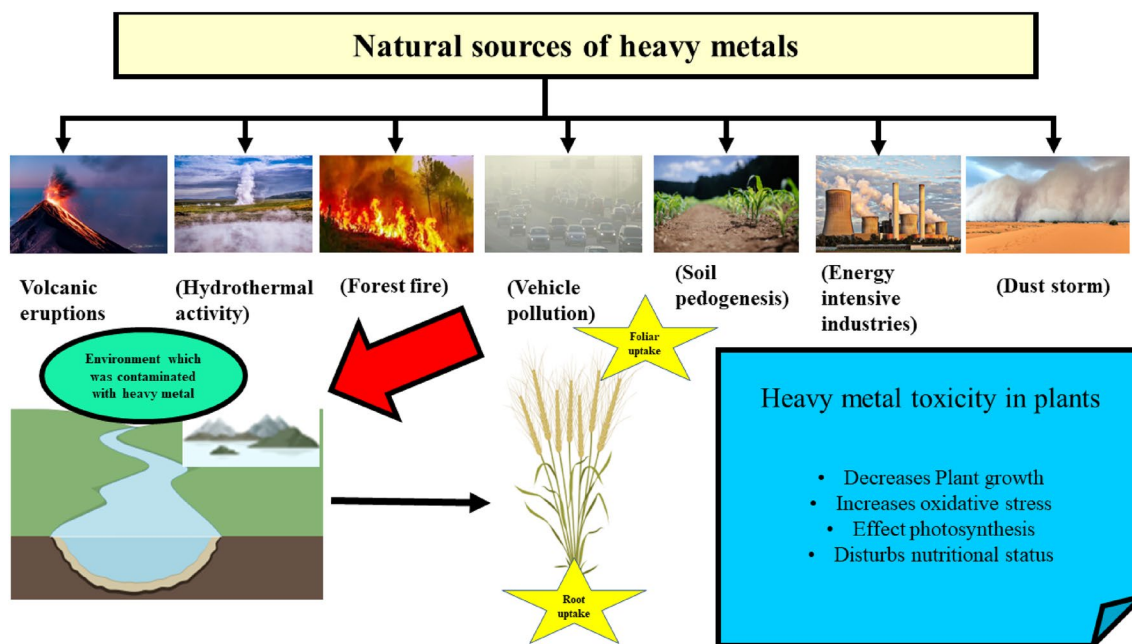 Natural sources of heavy metals
Volcanic
eruptions
(Hydrothermal
activity)
(Forest fire)
(Vehicle
pollution)
(Soil
pedogenesis)
(Energy
intensive
industries)
(Dust storm)
Environment which
was contaminated
with heavy metal
Foliar
uptake
Root
uptake
Heavy metal toxicity in plants
• Decreases Plant growth
• Increases oxidative stress
• Effect photosynthesis
• Disturbs nutritional status